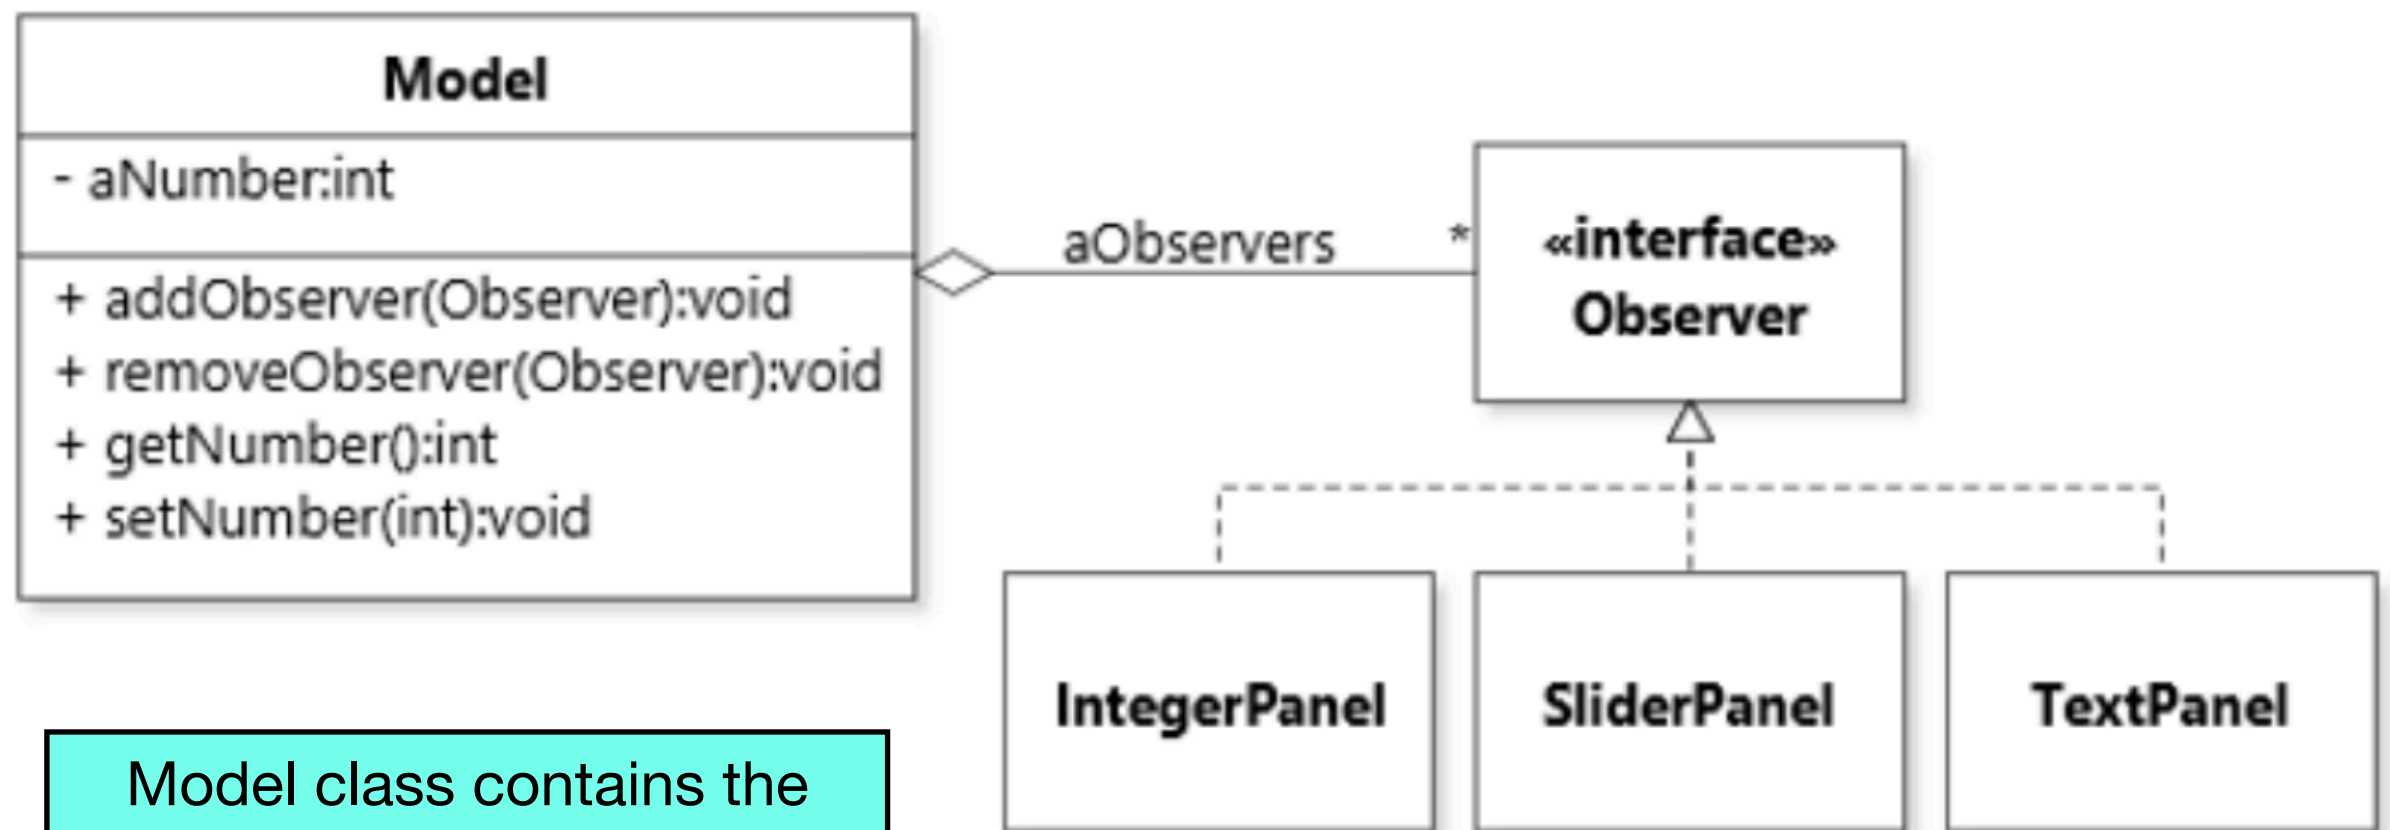 Model
- aNumber:int
+ addObserver(Observer):void
+ removeObserver(Observer):void
+ getNumber():int
+ setNumber(int):void
aObservers *
«interface»
Observer
IntegerPanel
SliderPanel
TextPanel
Model class contains the